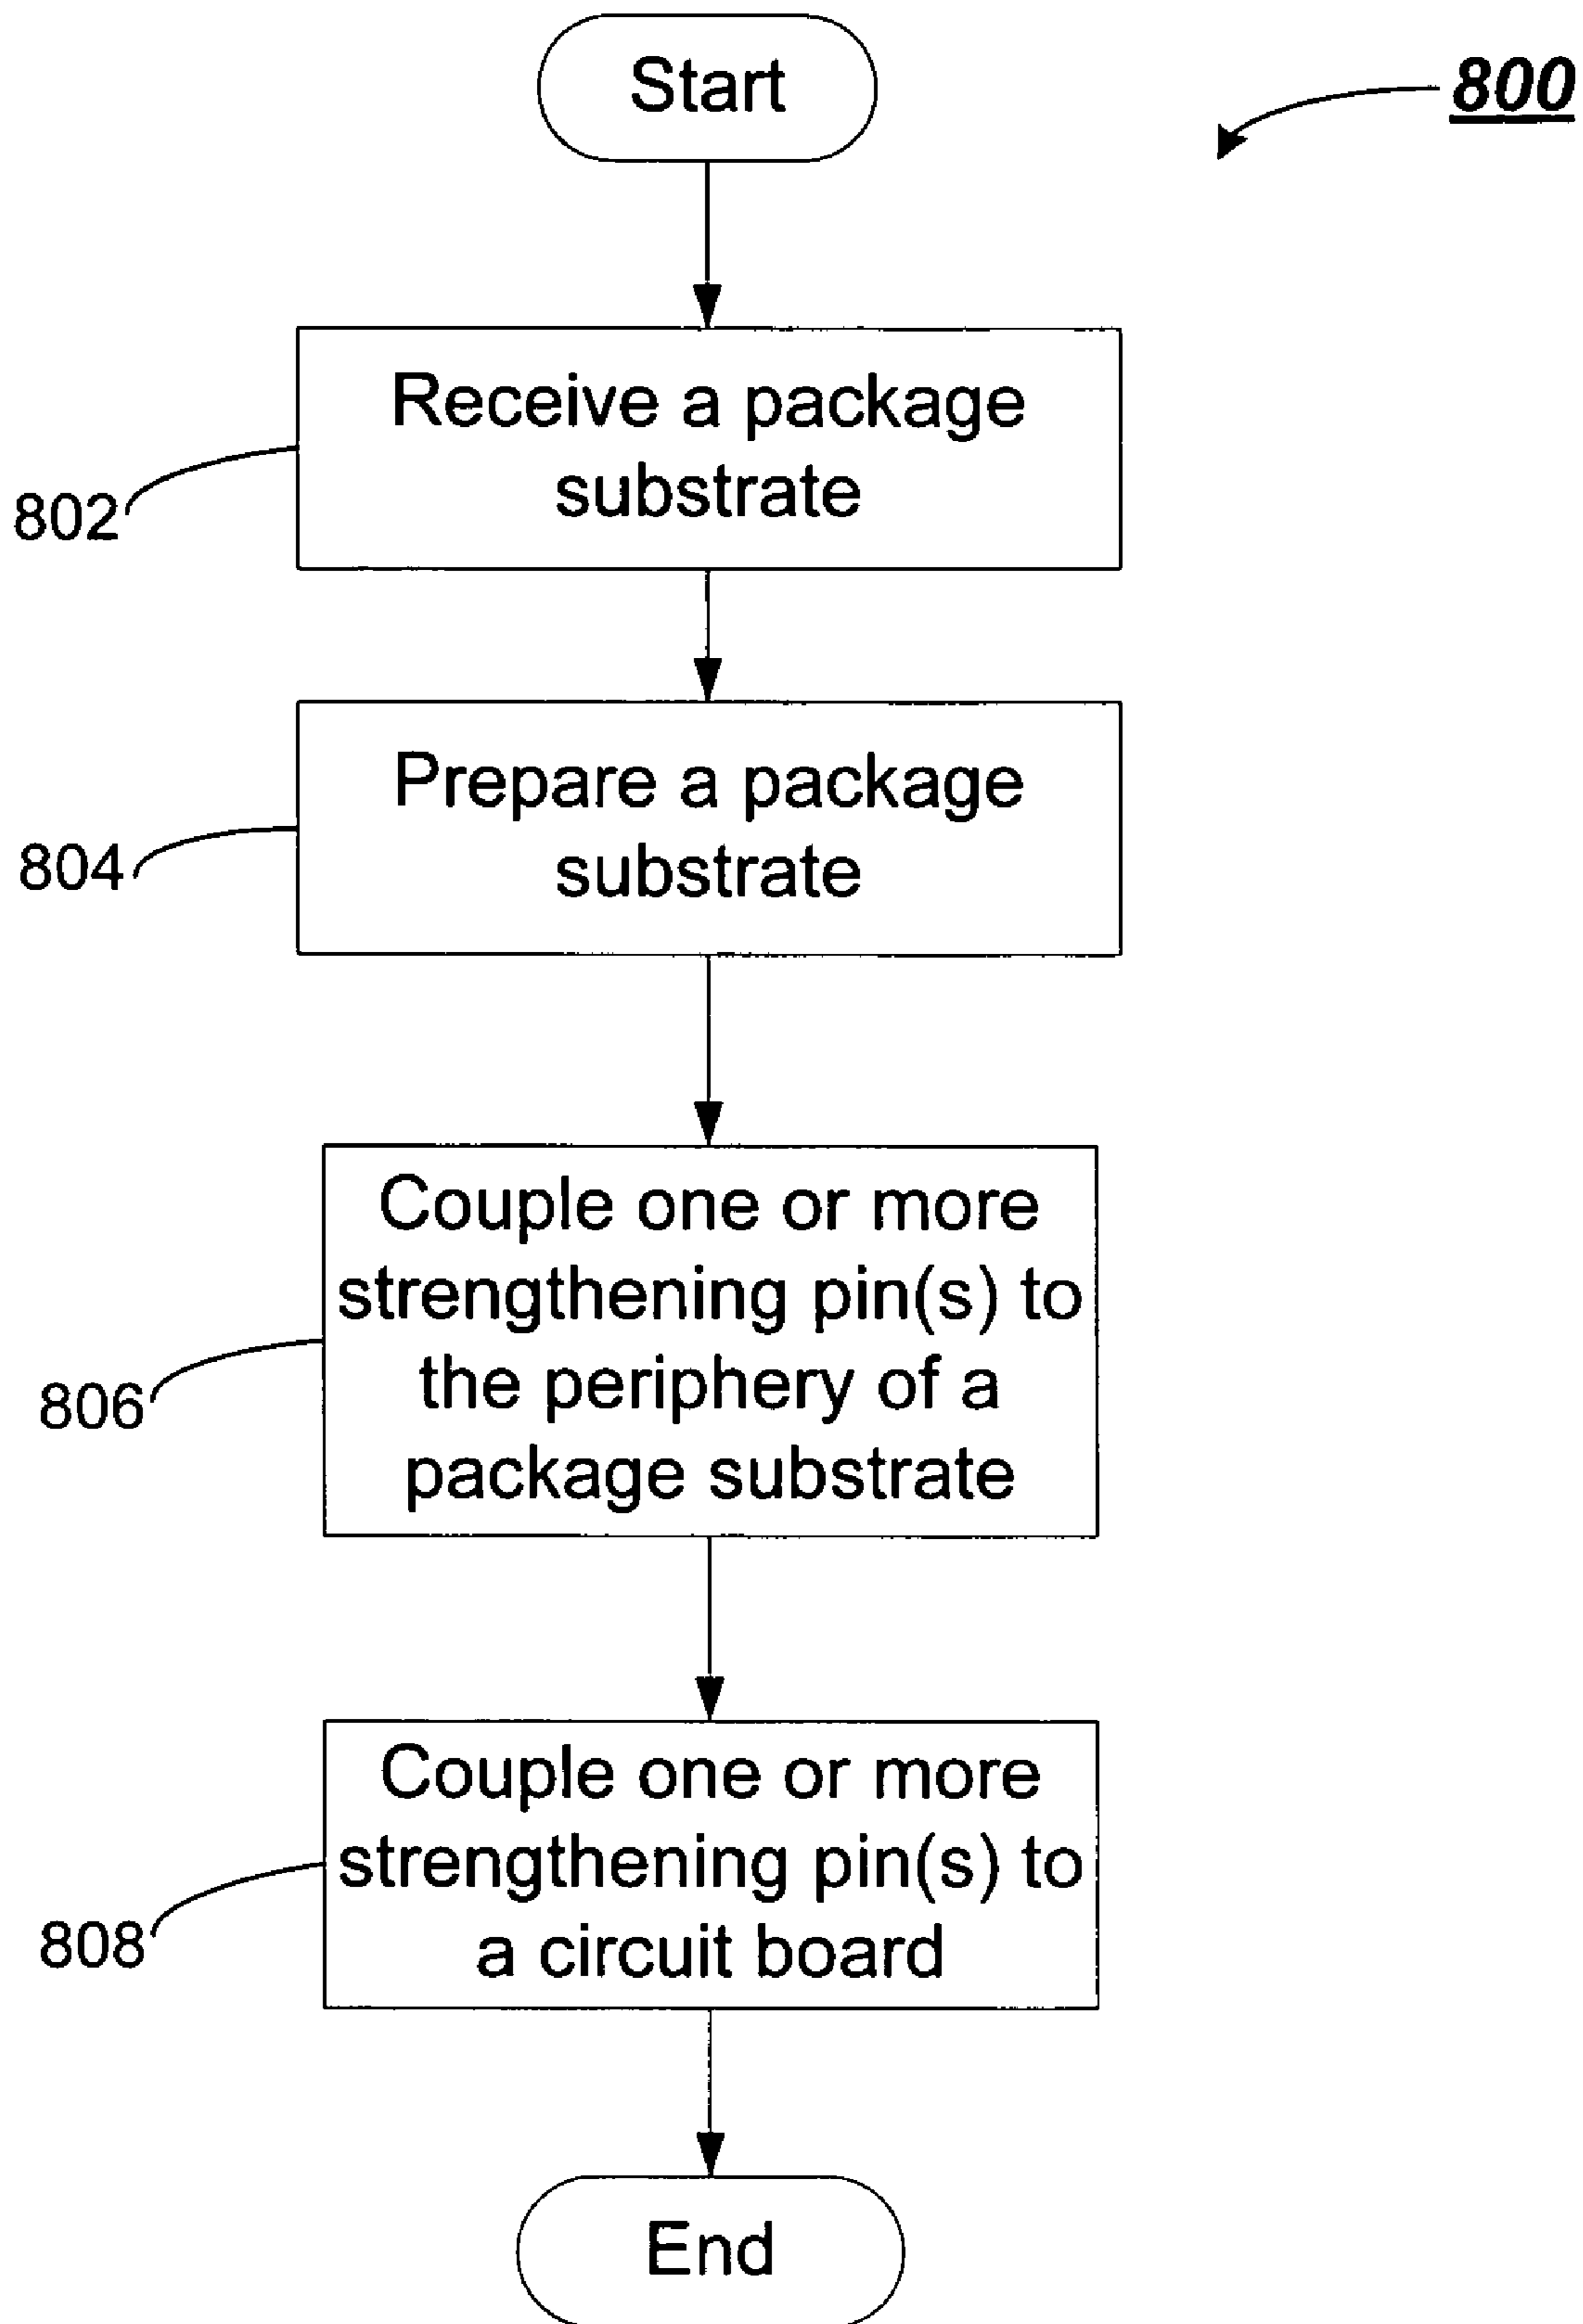 Start
800
Receive a package
substrate
802
Prepare a package
substrate
804
Couple one or more
strengthening pin(s) to
the periphery of a
package substrate
806
Couple one or more
strengthening pin(s) to
a circuit board
808
End